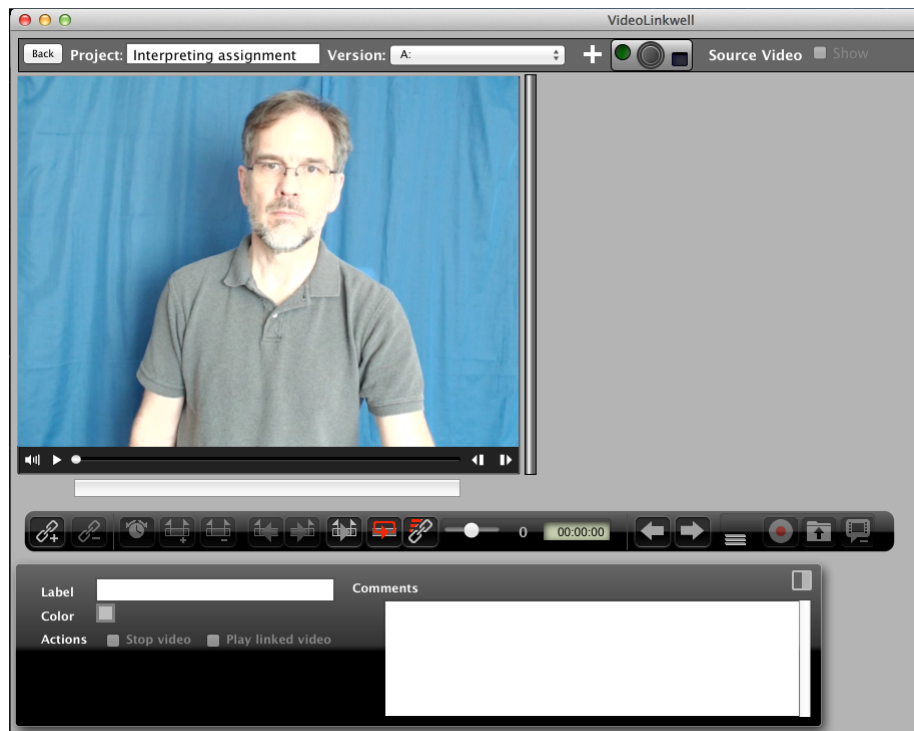 VideoLinkwell
Back Project: Interpreting assignment Version: A: Source Video Show
0 00:00:00
Label Comments
Color
Actions Stop video Play linked video